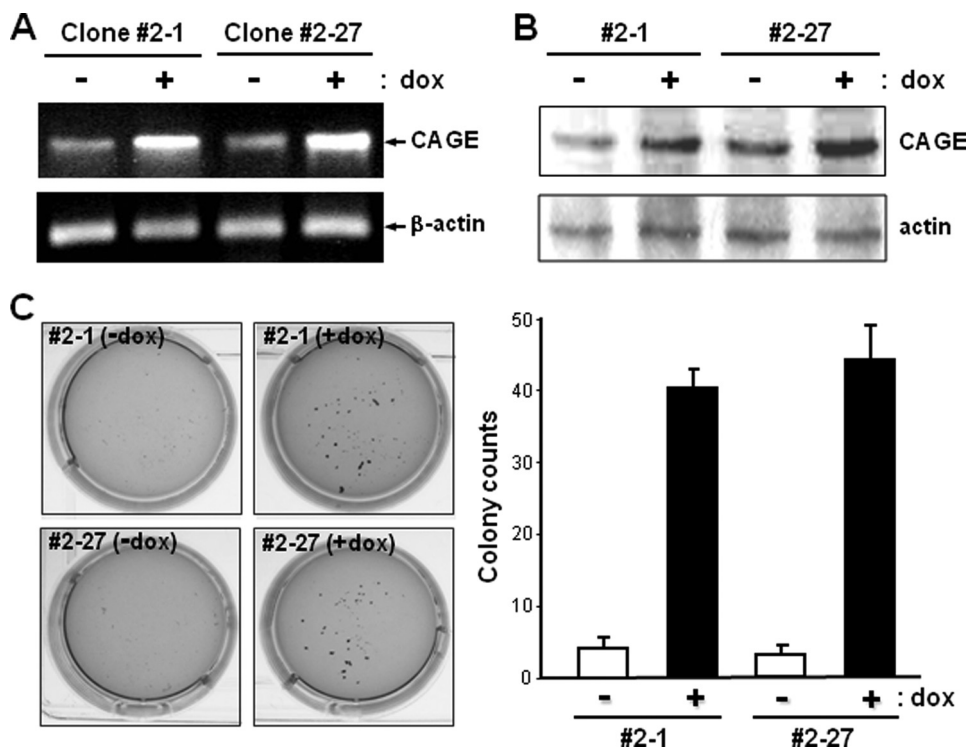 A
Clone #2-1 Clone #2-27
- + - + : dox
CAGE
β-actin
B
#2-1 #2-27
- + - + : dox
CAGE
actin
C
#2-1 (-dox) #2-1 (+dox)
#2-27 (-dox) #2-27 (+dox)
Colony counts
50
40
30
20
10
0
- + - + : dox
#2-1 #2-27